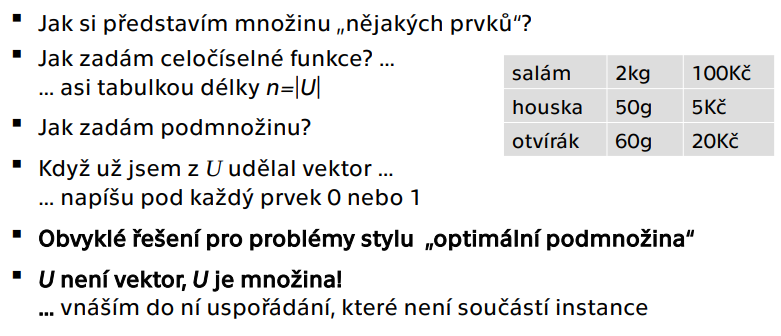 ▪ Jak si představím množinu „nějakých prvků“?
▪ Jak zadám celočíselné funkce? ...
... asi tabulkou délky n=|U|
salám 2kg 100Kč
houska 50g 5Kč
otvírák 60g 20Kč
▪ Jak zadám podmnožinu?
▪ Když už jsem z U udělal vektor ...
... napíšu pod každý prvek 0 nebo 1
▪ Obvyklé řešení pro problémy stylu „optimální podmnožina“
▪ U není vektor, U je množina!
... vnáším do ní uspořádání, které není součástí instance